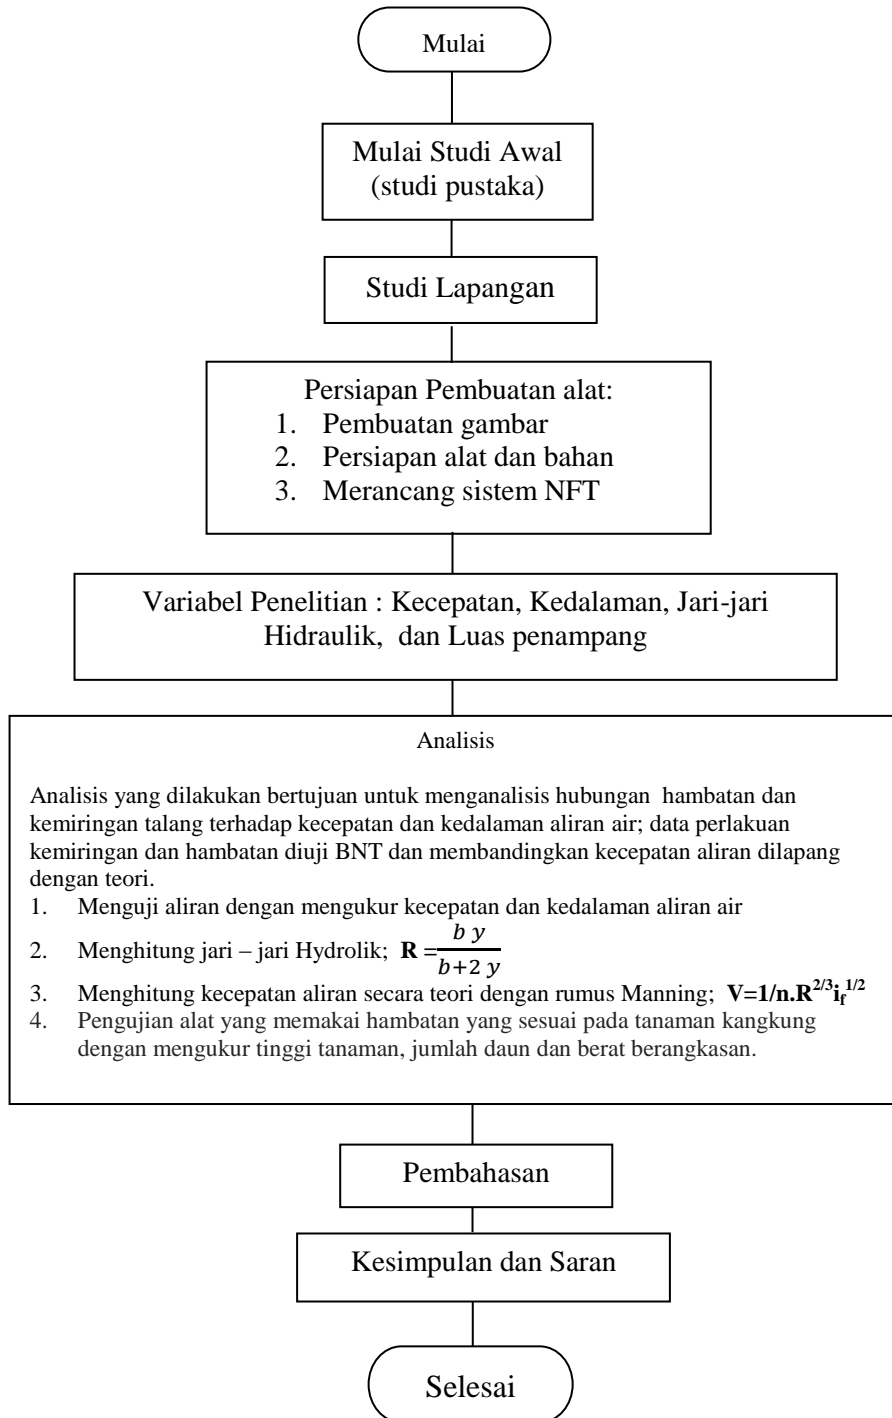 Mulai
Mulai Studi Awal
(studi pustaka)
Studi Lapangan
Persiapan Pembuatan alat:
1. Pembuatan gambar
2. Persiapan alat dan bahan
3. Merancang sistem NFT
Variabel Penelitian : Kecepatan, Kedalaman, Jari-jari
Hidraulik, dan Luas penampang
Analisis
Analisis yang dilakukan bertujuan untuk menganalisis hubungan hambatan dan
kemiringan talang terhadap kecepatan dan kedalaman aliran air; data perlakuan
kemiringan dan hambatan diuji BNT dan membandingkan kecepatan aliran dilapang
dengan teori.
1. Menguji aliran dengan mengukur kecepatan dan kedalaman aliran air
2. Menghitung jari – jari Hydrolik; R = b y / b+2 y
3. Menghitung kecepatan aliran secara teori dengan rumus Manning; V=1/n.R^2/3 i_f^1/2
4. Pengujian alat yang memakai hambatan yang sesuai pada tanaman kangkung
dengan mengukur tinggi tanaman, jumlah daun dan berat berangkasan.
Pembahasan
Kesimpulan dan Saran
Selesai